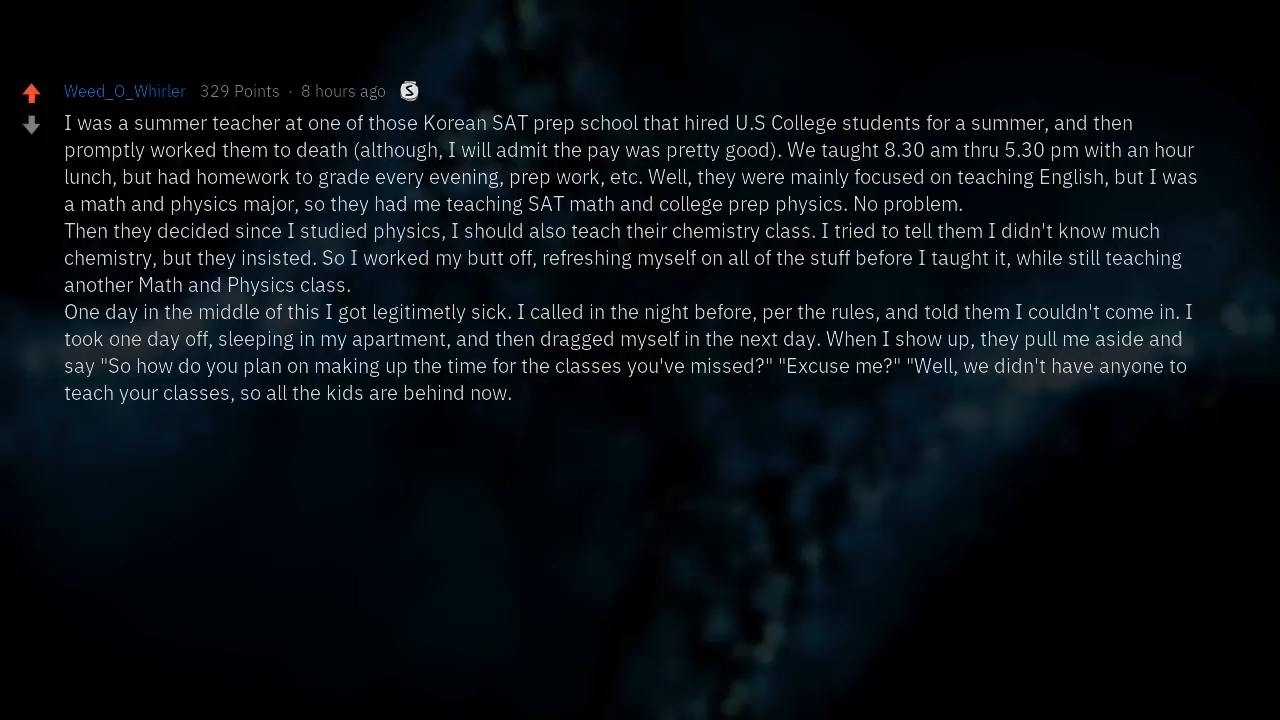 Weed_O_Whirler 329 Points · 8 hours ago
I was a summer teacher at one of those Korean SAT prep school that hired U.S College students for a summer, and then
promptly worked them to death (although, I will admit the pay was pretty good). We taught 8.30 am thru 5.30 pm with an hour
lunch, but had homework to grade every evening, prep work, etc. Well, they were mainly focused on teaching English, but I was
a math and physics major, so they had me teaching SAT math and college prep physics. No problem.
Then they decided since I studied physics, I should also teach their chemistry class. I tried to tell them I didn't know much
chemistry, but they insisted. So I worked my butt off, refreshing myself on all of the stuff before I taught it, while still teaching
another Math and Physics class.
One day in the middle of this I got legitimetly sick. I called in the night before, per the rules, and told them I couldn't come in. I
took one day off, sleeping in my apartment, and then dragged myself in the next day. When I show up, they pull me aside and
say "So how do you plan on making up the time for the classes you've missed?" "Excuse me?" "Well, we didn't have anyone to
teach your classes, so all the kids are behind now.